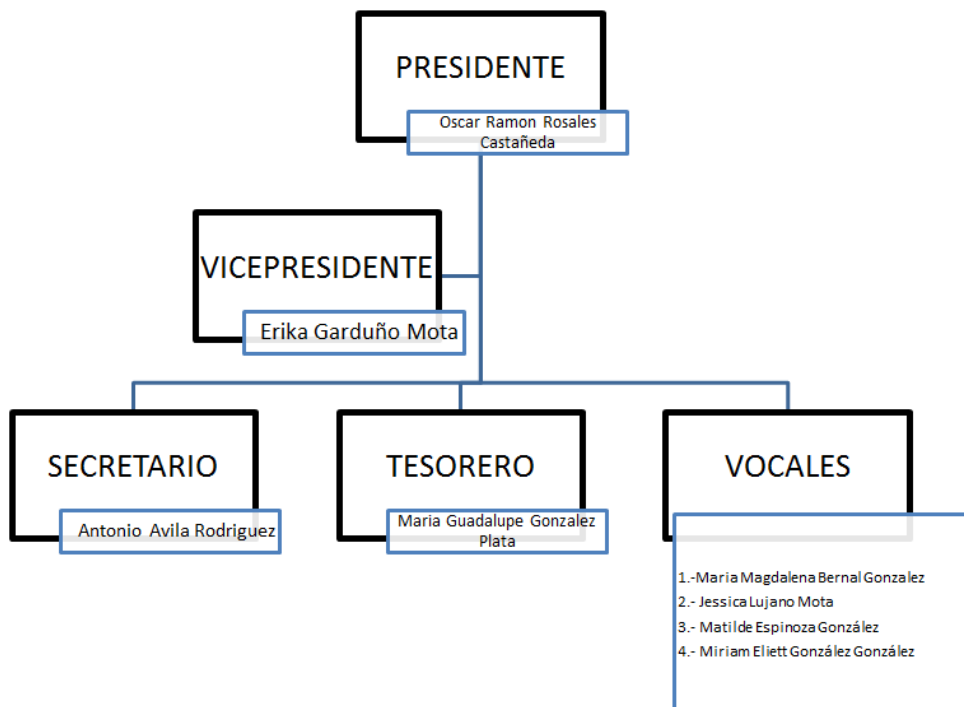 PRESIDENTE
Oscar Ramon Rosales
Castañeda
VICEPRESIDENTE
Erika Garduño Mota
SECRETARIO
Antonio Avila Rodriguez
TESORERO
Maria Guadalupe Gonzalez
Plata
VOCALES
1.-Maria Magdalena Bernal Gonzalez
2.- Jessica Lujano Mota
3.- Matilde Espinoza González
4.- Miriam Eliett González González